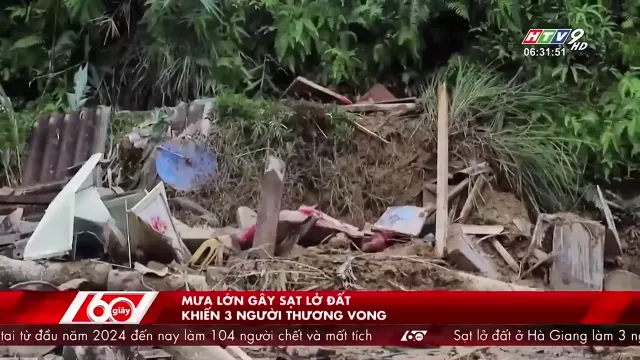 HTV9 HD
06:31:51
60 giây
MƯA LỚN GÂY SẠT LỞ ĐẤT
KHIẾN 3 NGƯỜI THƯƠNG VONG
tai từ đầu năm 2024 đến nay làm 104 người chết và mất tích 60 Sạt lở đất ở Hà Giang làm 3